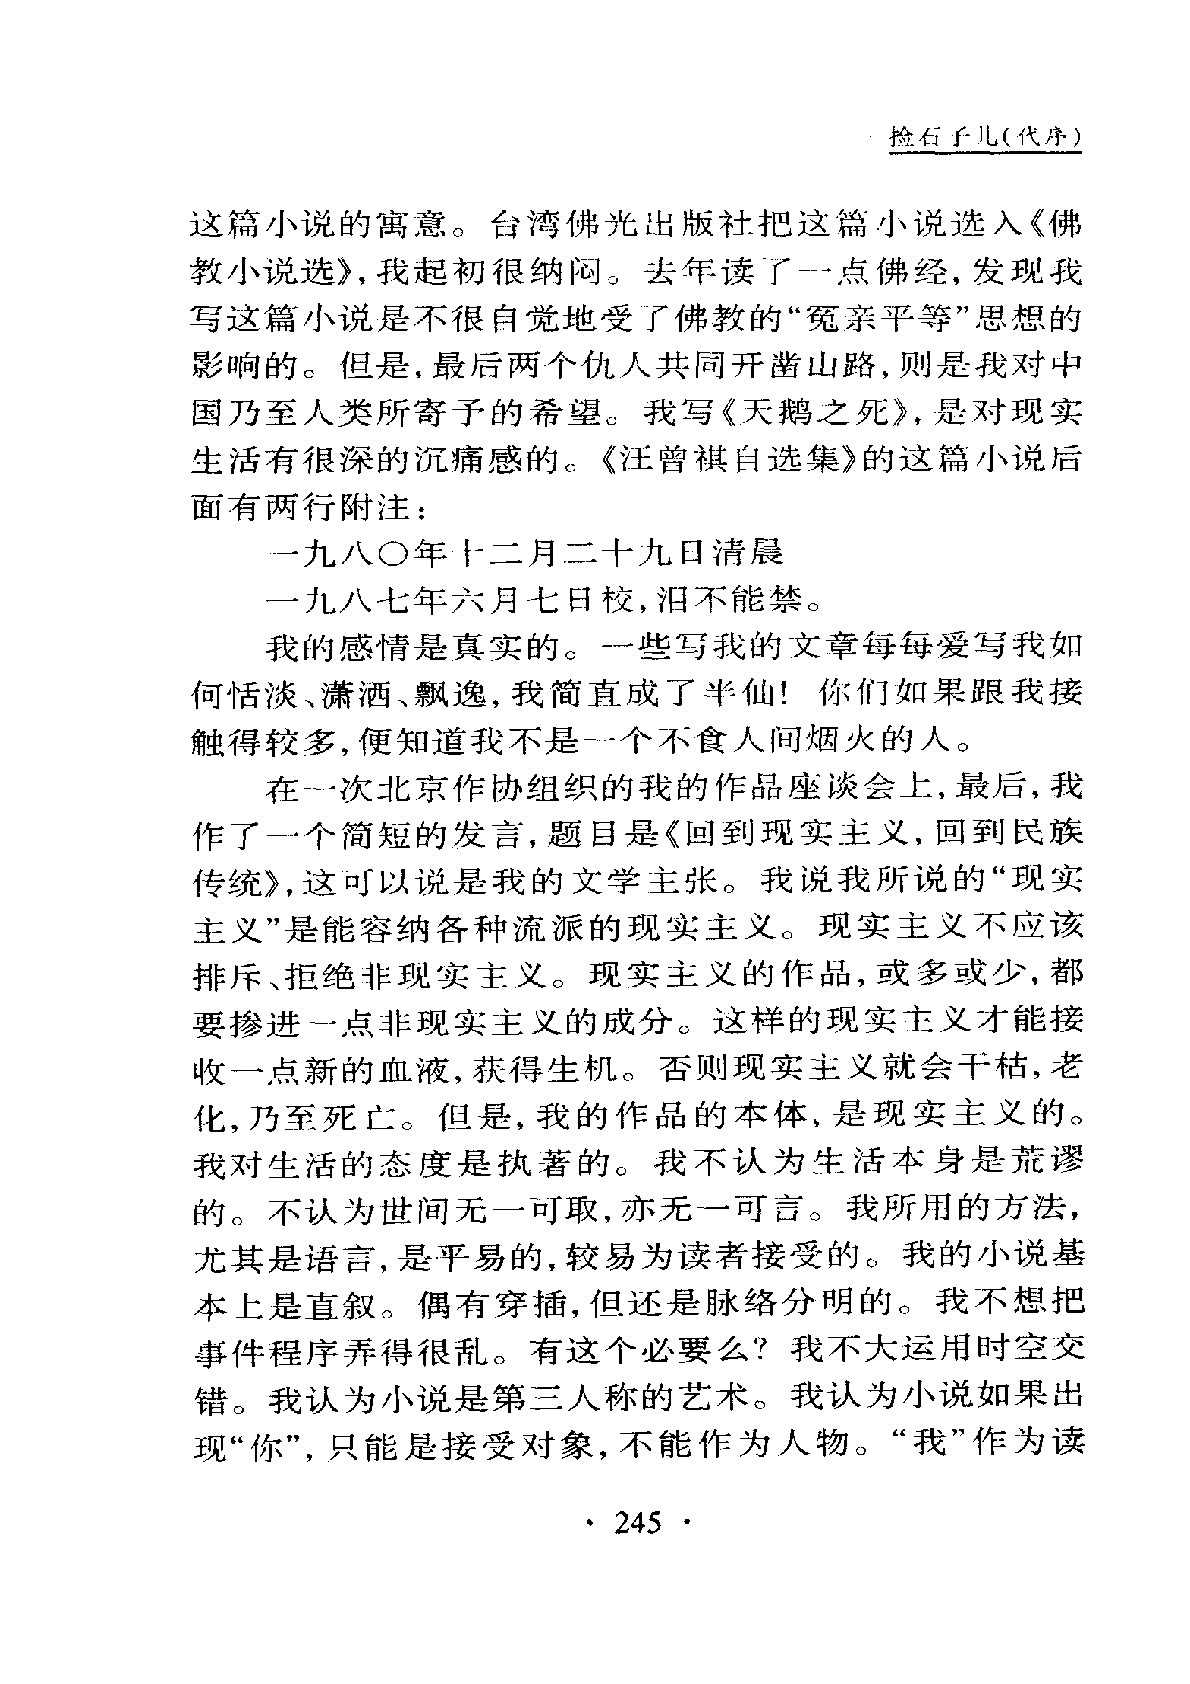 捡石子儿(代序)
这篇小说的寓意。台湾佛光出版社把这篇小说选入《佛
教小说选》,我起初很纳闷。去年读了一点佛经,发现我
写这篇小说是不很自觉地受了佛教的“冤亲平等”思想的
影响的。但是,最后两个仇人共同开凿山路,则是我对中
国乃至人类所寄予的希望。我写《天鹅之死》,是对现实
生活有很深的沉痛感的。《汪曾祺自选集》的这篇小说后
面有两行附注:
一九八〇年十二月二十九日清晨
一九八七年六月七日校,泪不能禁。
我的感情是真实的。一些写我的文章每每爱写我如
何恬淡、潇洒、飘逸,我简直成了半仙! 你们如果跟我接
触得较多,便知道我不是一个不食人间烟火的人。
在一次北京作协组织的我的作品座谈会上,最后,我
作了一个简短的发言,题目是《回到现实主义,回到民族
传统》,这可以说是我的文学主张。我说我所说的“现实
主义”是能容纳各种流派的现实主义。现实主义不应该
排斥、拒绝非现实主义。现实主义的作品,或多或少,都
要掺进一点非现实主义的成分。这样的现实主义才能接
收一点新的血液,获得生机。否则现实主义就会干枯,老
化,乃至死亡。但是,我的作品的本体,是现实主义的。
我对生活的态度是执著的。我不认为生活本身是荒谬
的。不认为世间无一可取,亦无一可言。我所用的方法,
尤其是语言,是平易的,较易为读者接受的。我的小说基
本上是直叙。偶有穿插,但还是脉络分明的。我不想把
事件程序弄得很乱。有这个必要么? 我不大运用时空交
错。我认为小说是第三人称的艺术。我认为小说如果出
现“你”,只能是接受对象,不能作为人物。“我”作为读
· 245 ·